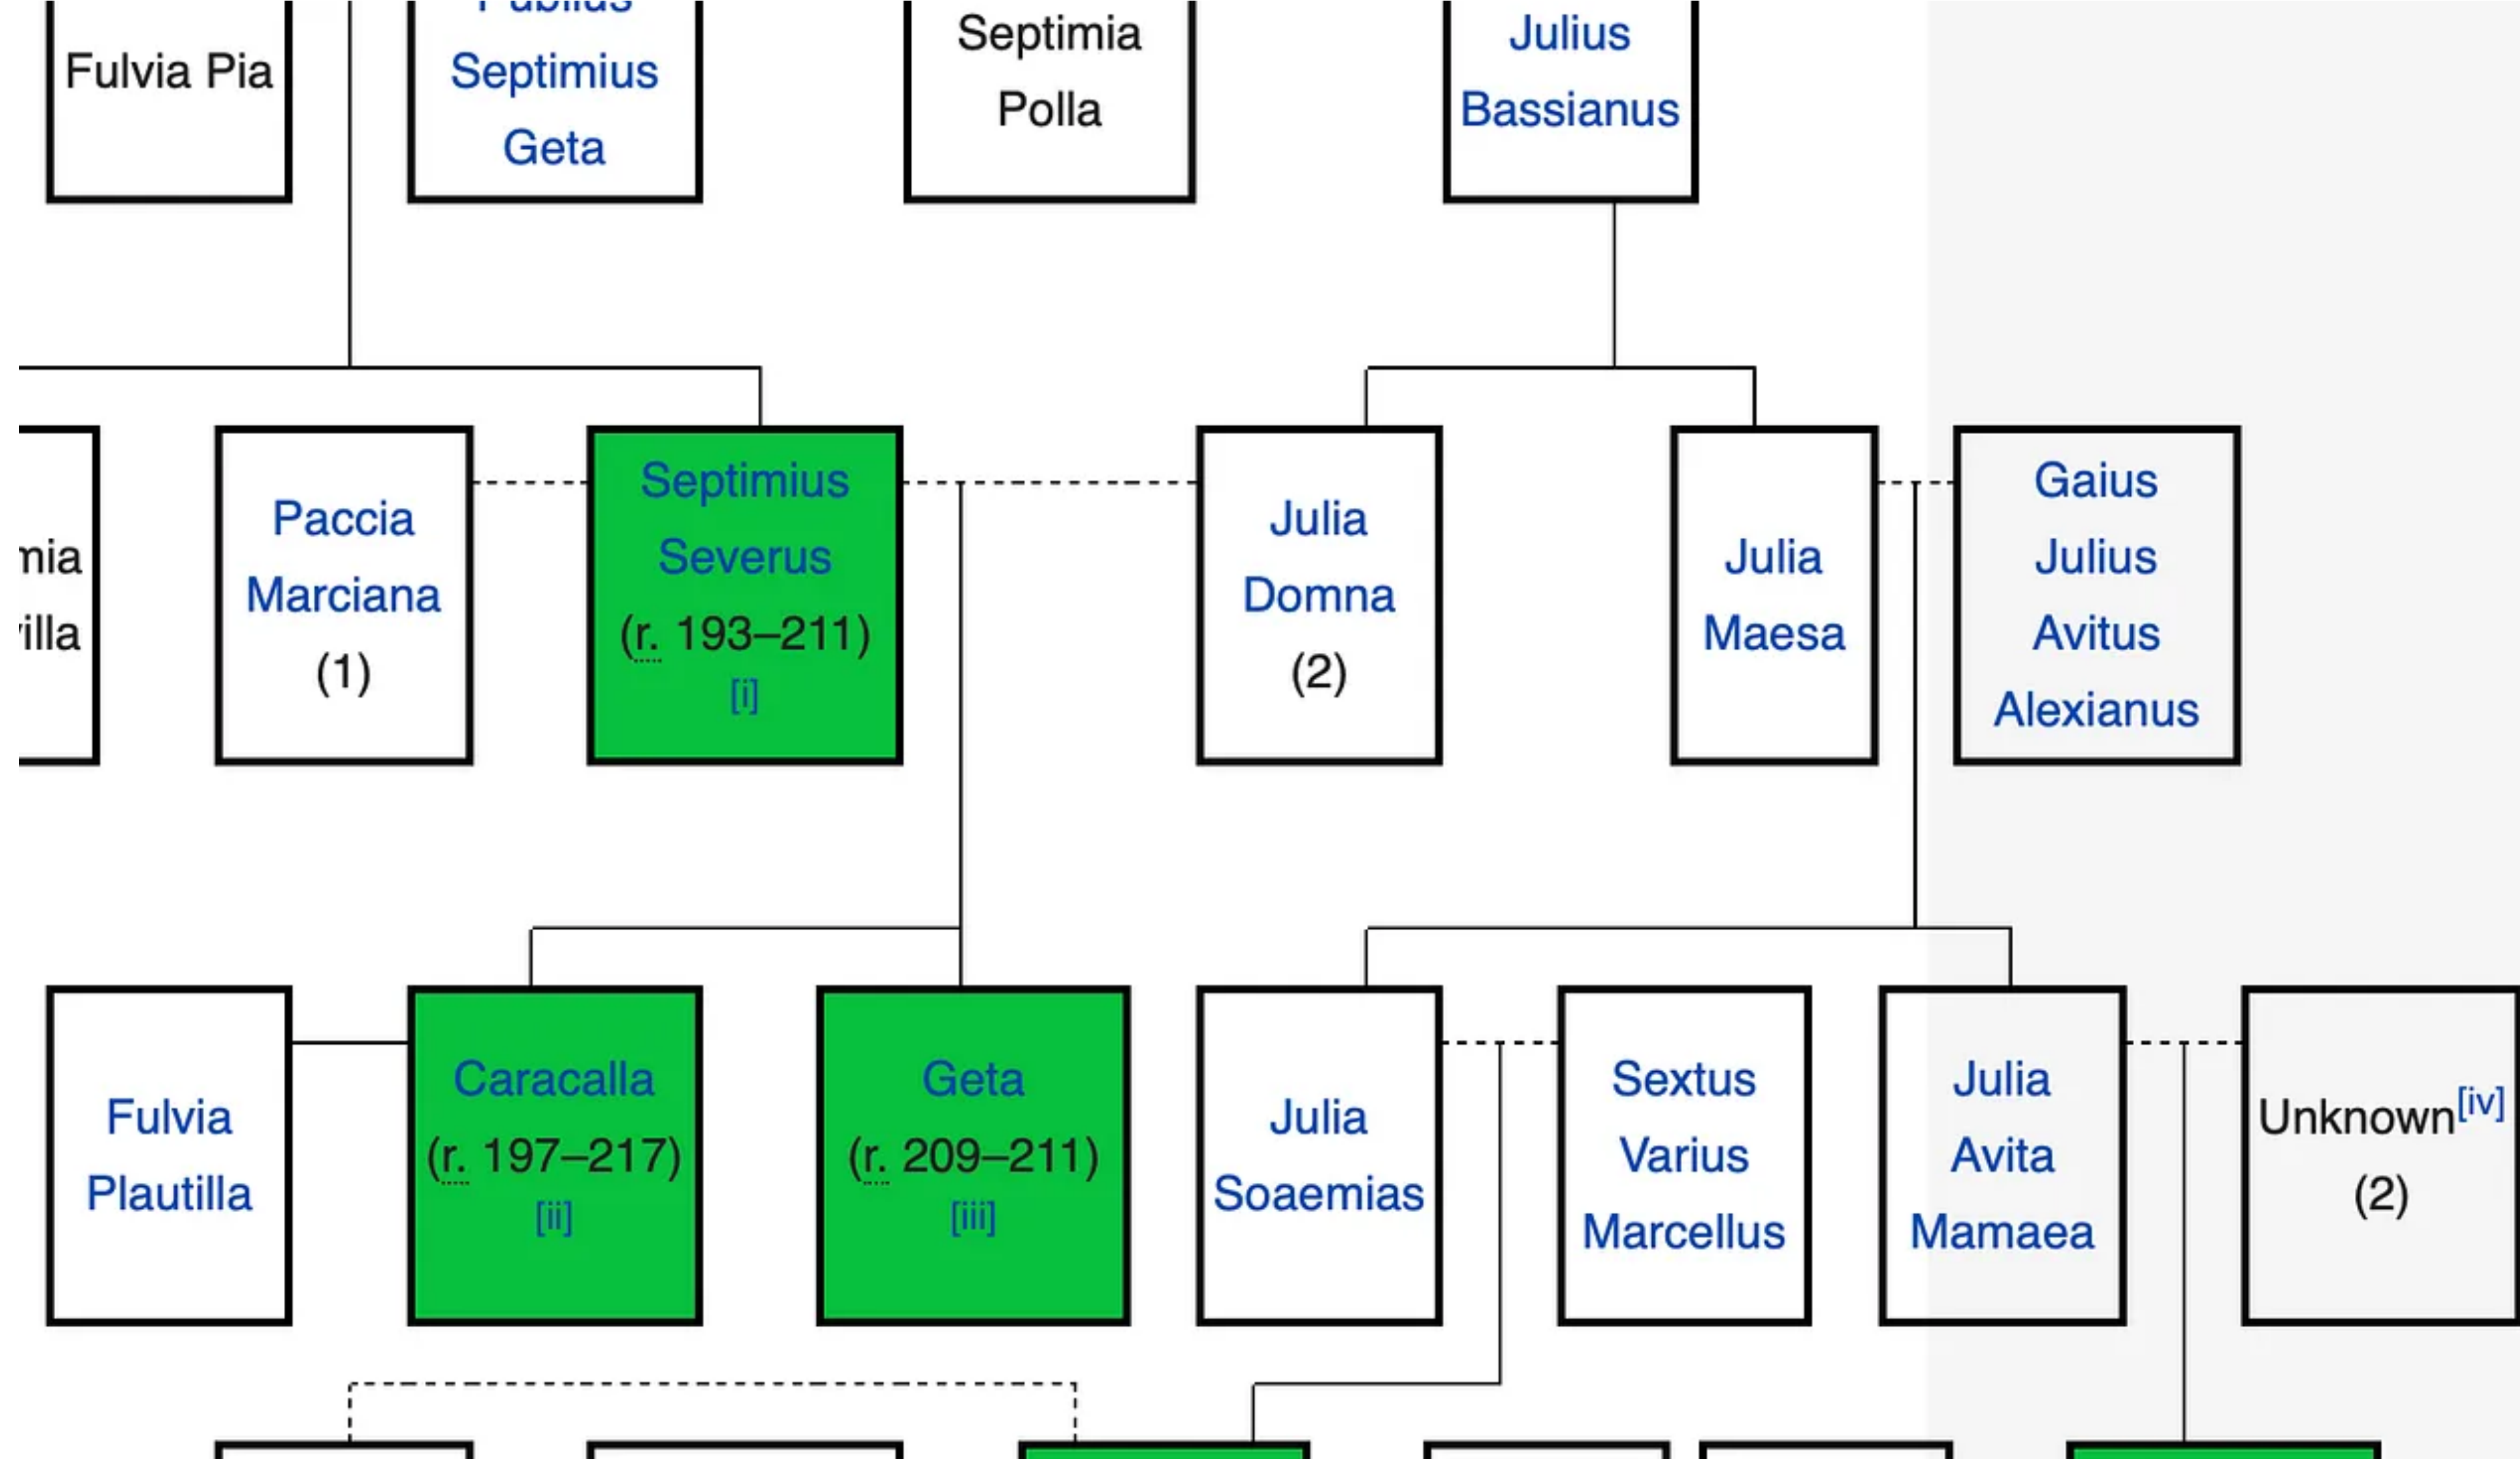 Fulvia Pia
Publius
Septimius
Geta
Septimia
Polla
Julius
Bassianus
Paccia
Marciana
(1)
Septimius
Severus
(r. 193–211)
[i]
Julia
Domna
(2)
Julia
Maesa
Gaius
Julius
Avitus
Alexianus
Fulvia
Plautilla
Caracalla
(r. 197–217)
[ii]
Geta
(r. 209–211)
[iii]
Julia
Soaemias
Sextus
Varius
Marcellus
Julia
Avita
Mamaea
Unknown[iv]
(2)